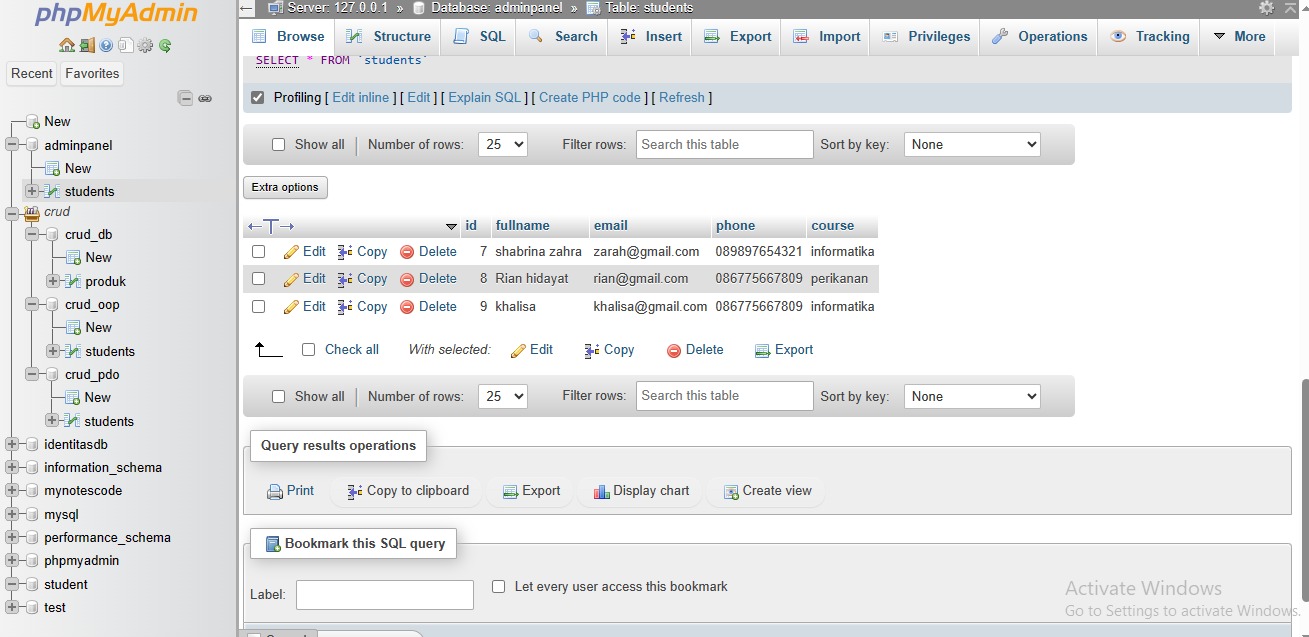 phpMyAdmin
Recent Favorites
New
adminpanel
New
students
crud
crud_db
New
produk
crud_oop
New
students
crud_pdo
New
students
identitasdb
information_schema
mynotescode
mysql
performance_schema
phpmyadmin
student
test
Server: 127.0.0.1 » Database: adminpanel » Table: students
Browse Structure SQL Search Insert Export Import Privileges Operations Tracking More
SELECT * FROM `students`
Profiling [ Edit inline ] [ Edit ] [ Explain SQL ] [ Create PHP code ] [ Refresh ]
Show all Number of rows: 25 Filter rows: Search this table Sort by key: None
Extra options
id fullname email phone course
Edit Copy Delete 7 shabrina zahra zarah@gmail.com 089897654321 informatika
Edit Copy Delete 8 Rian hidayat rian@gmail.com 086775667809 perikanan
Edit Copy Delete 9 khalisa khalisa@gmail.com 086775667809 informatika
Check all With selected: Edit Copy Delete Export
Show all Number of rows: 25 Filter rows: Search this table Sort by key: None
Query results operations
Print Copy to clipboard Export Display chart Create view
Bookmark this SQL query
Label: Let every user access this bookmark
Activate Windows
Go to Settings to activate Windows.